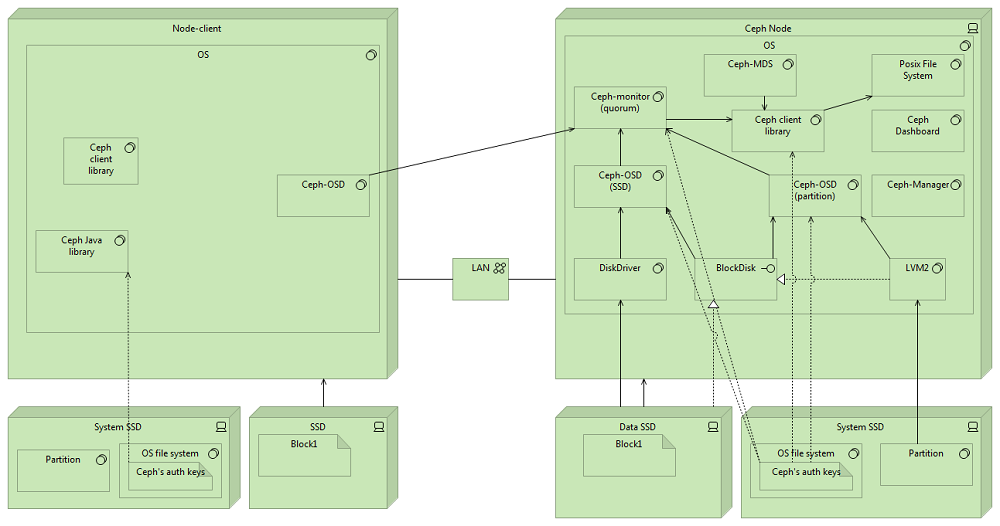 Node-client
OS
Ceph
client
library
Ceph-OSD
Ceph Java
library
LAN
Ceph Node
OS
Ceph-MDS
Posix File
System
Ceph-monitor
(quorum)
Ceph client
library
Ceph
Dashboard
Ceph-OSD
(SSD)
Ceph-OSD
(partition)
Ceph-Manager
DiskDriver
BlockDisk
LVM2
System SSD
Partition
OS file system
Ceph's auth keys
SSD
Block1
Data SSD
Block1
System SSD
OS file system
Ceph's auth keys
Partition